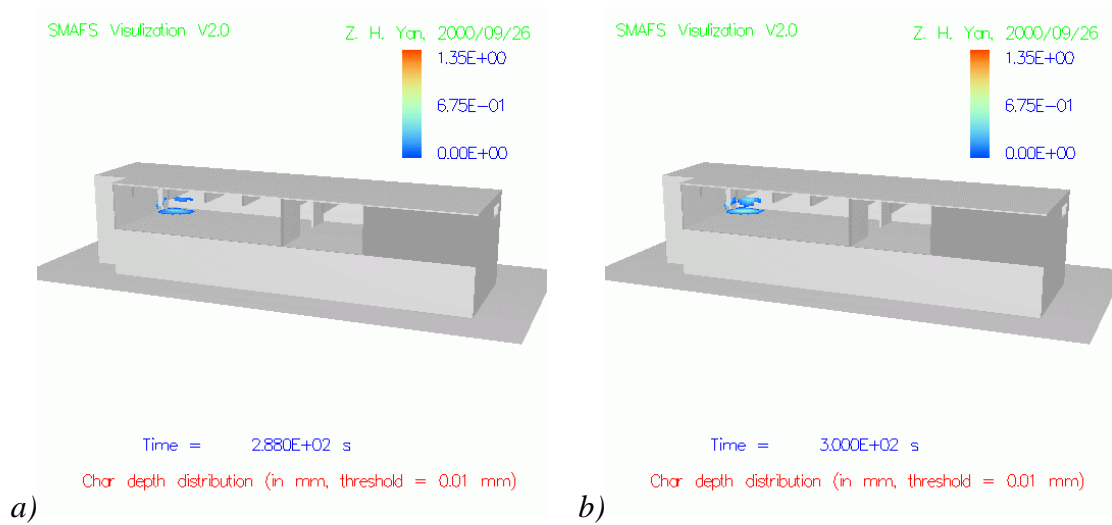 SMAFS Visulization V2.0
Z. H. Yan, 2000/09/26
1.35E+00
6.75E-01
0.00E+00
Time = 2.880E+02 s
Char depth distribution (in mm, threshold = 0.01 mm)
a)
SMAFS Visulization V2.0
Z. H. Yan, 2000/09/26
1.35E+00
6.75E-01
0.00E+00
Time = 3.000E+02 s
Char depth distribution (in mm, threshold = 0.01 mm)
b)